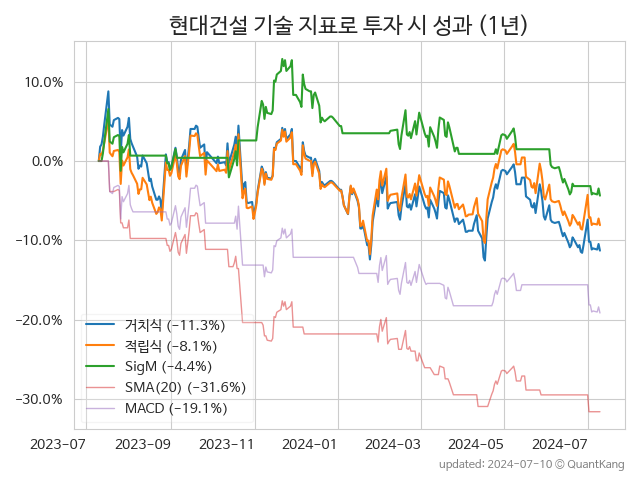 현대건설 기술 지표로 투자 시 성과 (1년)
10.0%
0.0%
−10.0%
−20.0%
−30.0%
거치식 (−11.3%)
적립식 (−8.1%)
SigM (−4.4%)
SMA(20) (−31.6%)
MACD (−19.1%)
2023-07 2023-09 2023-11 2024-01 2024-03 2024-05 2024-07
updated: 2024-07-10 © QuantKang